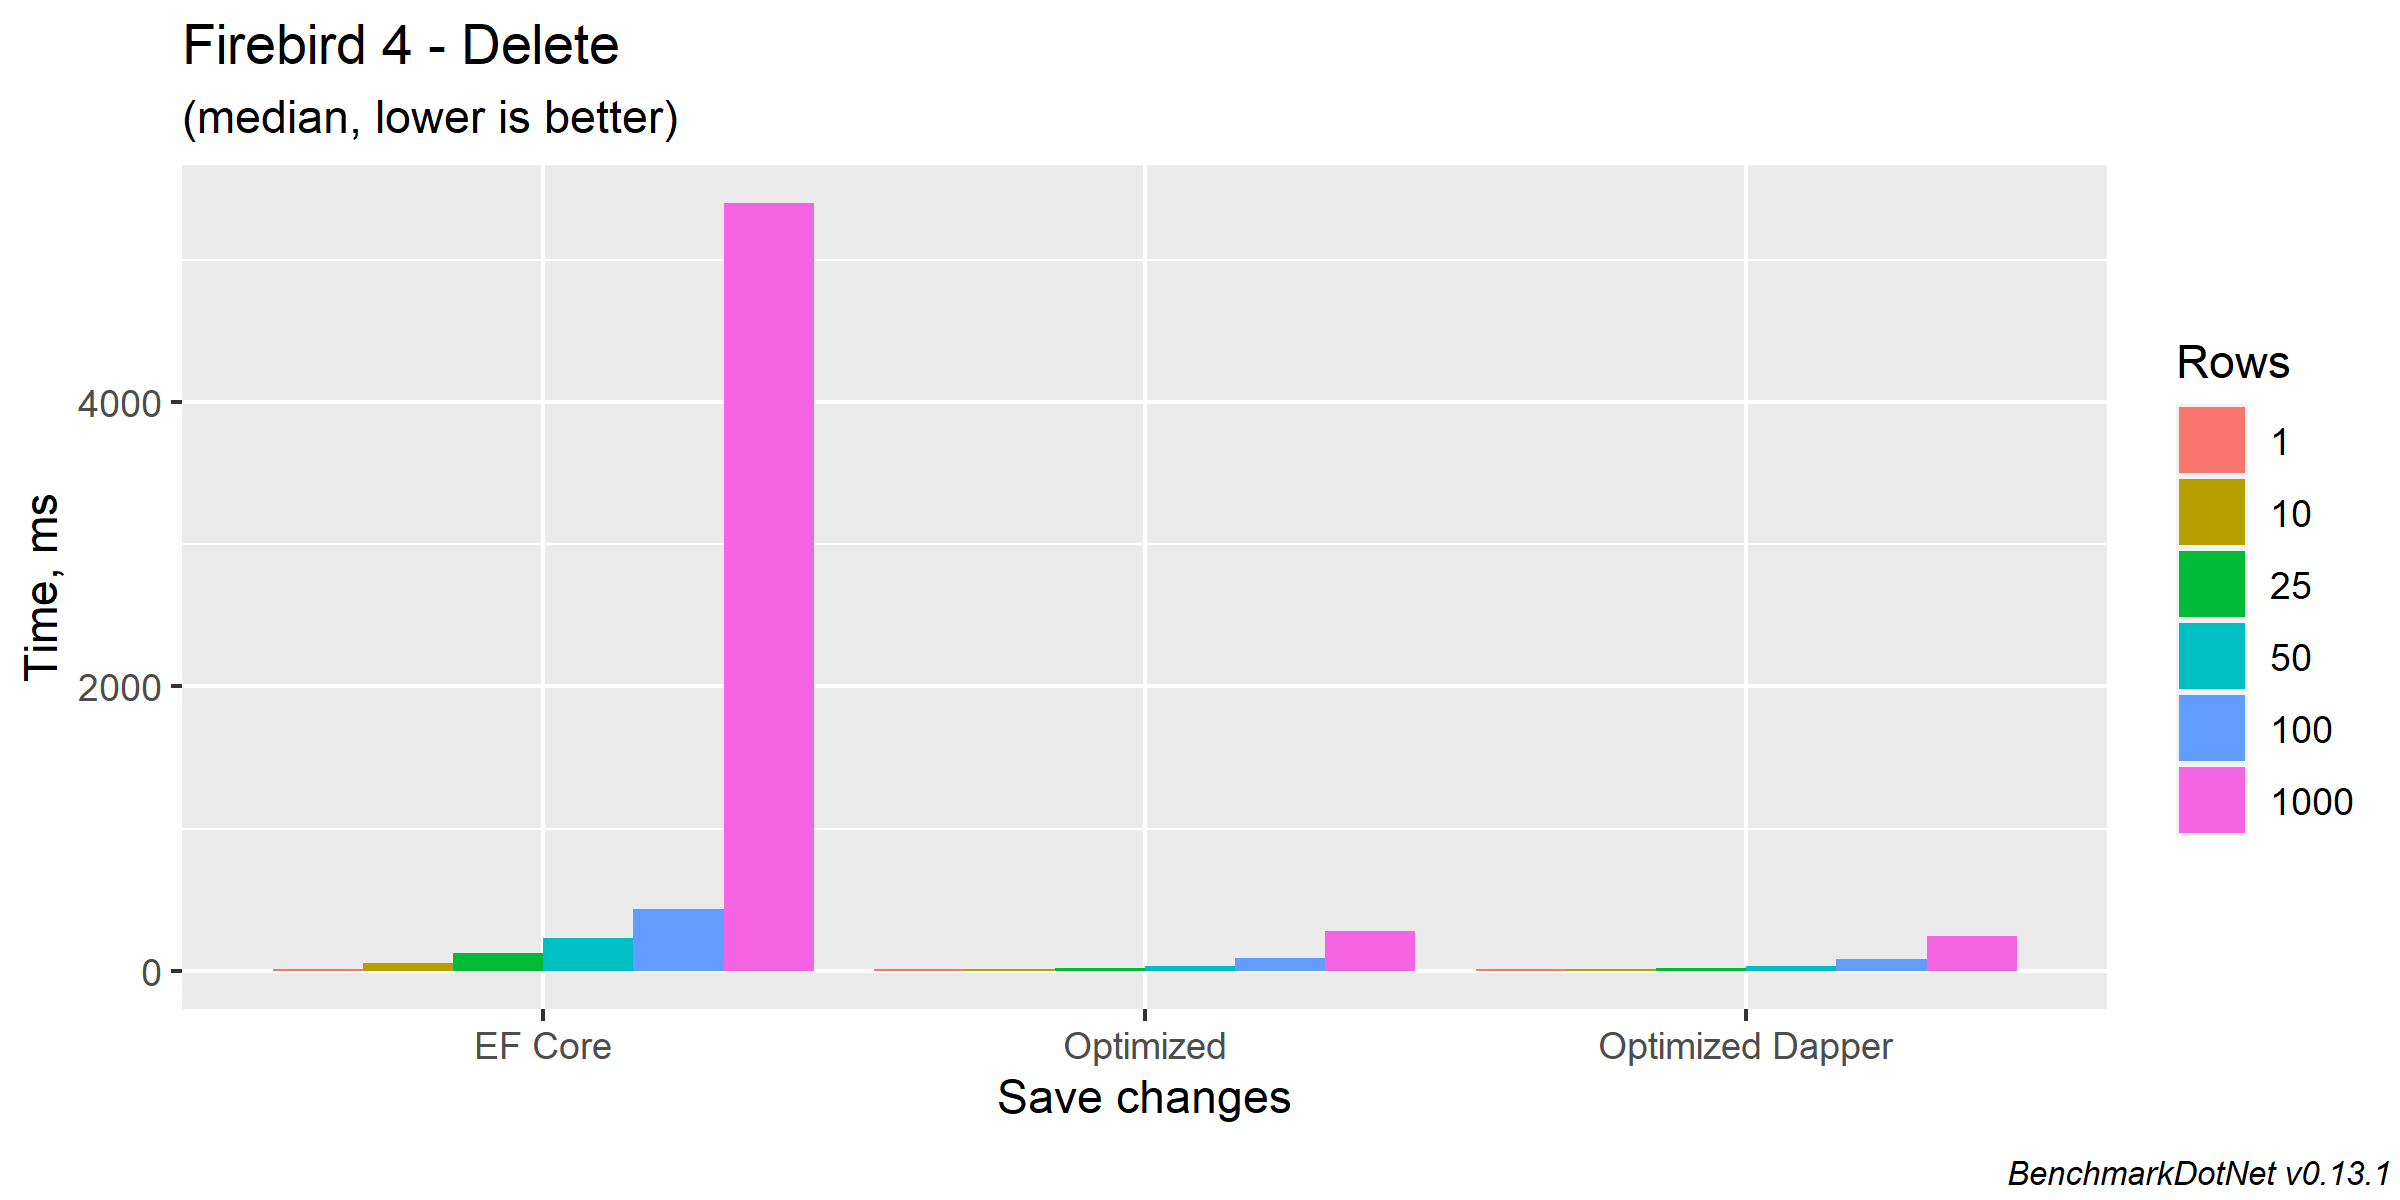 Firebird 4 - Delete
(median, lower is better)
Time, ms
4000
2000
0
EF Core
Optimized
Optimized Dapper
Save changes
Rows
1
10
25
50
100
1000
BenchmarkDotNet v0.13.1